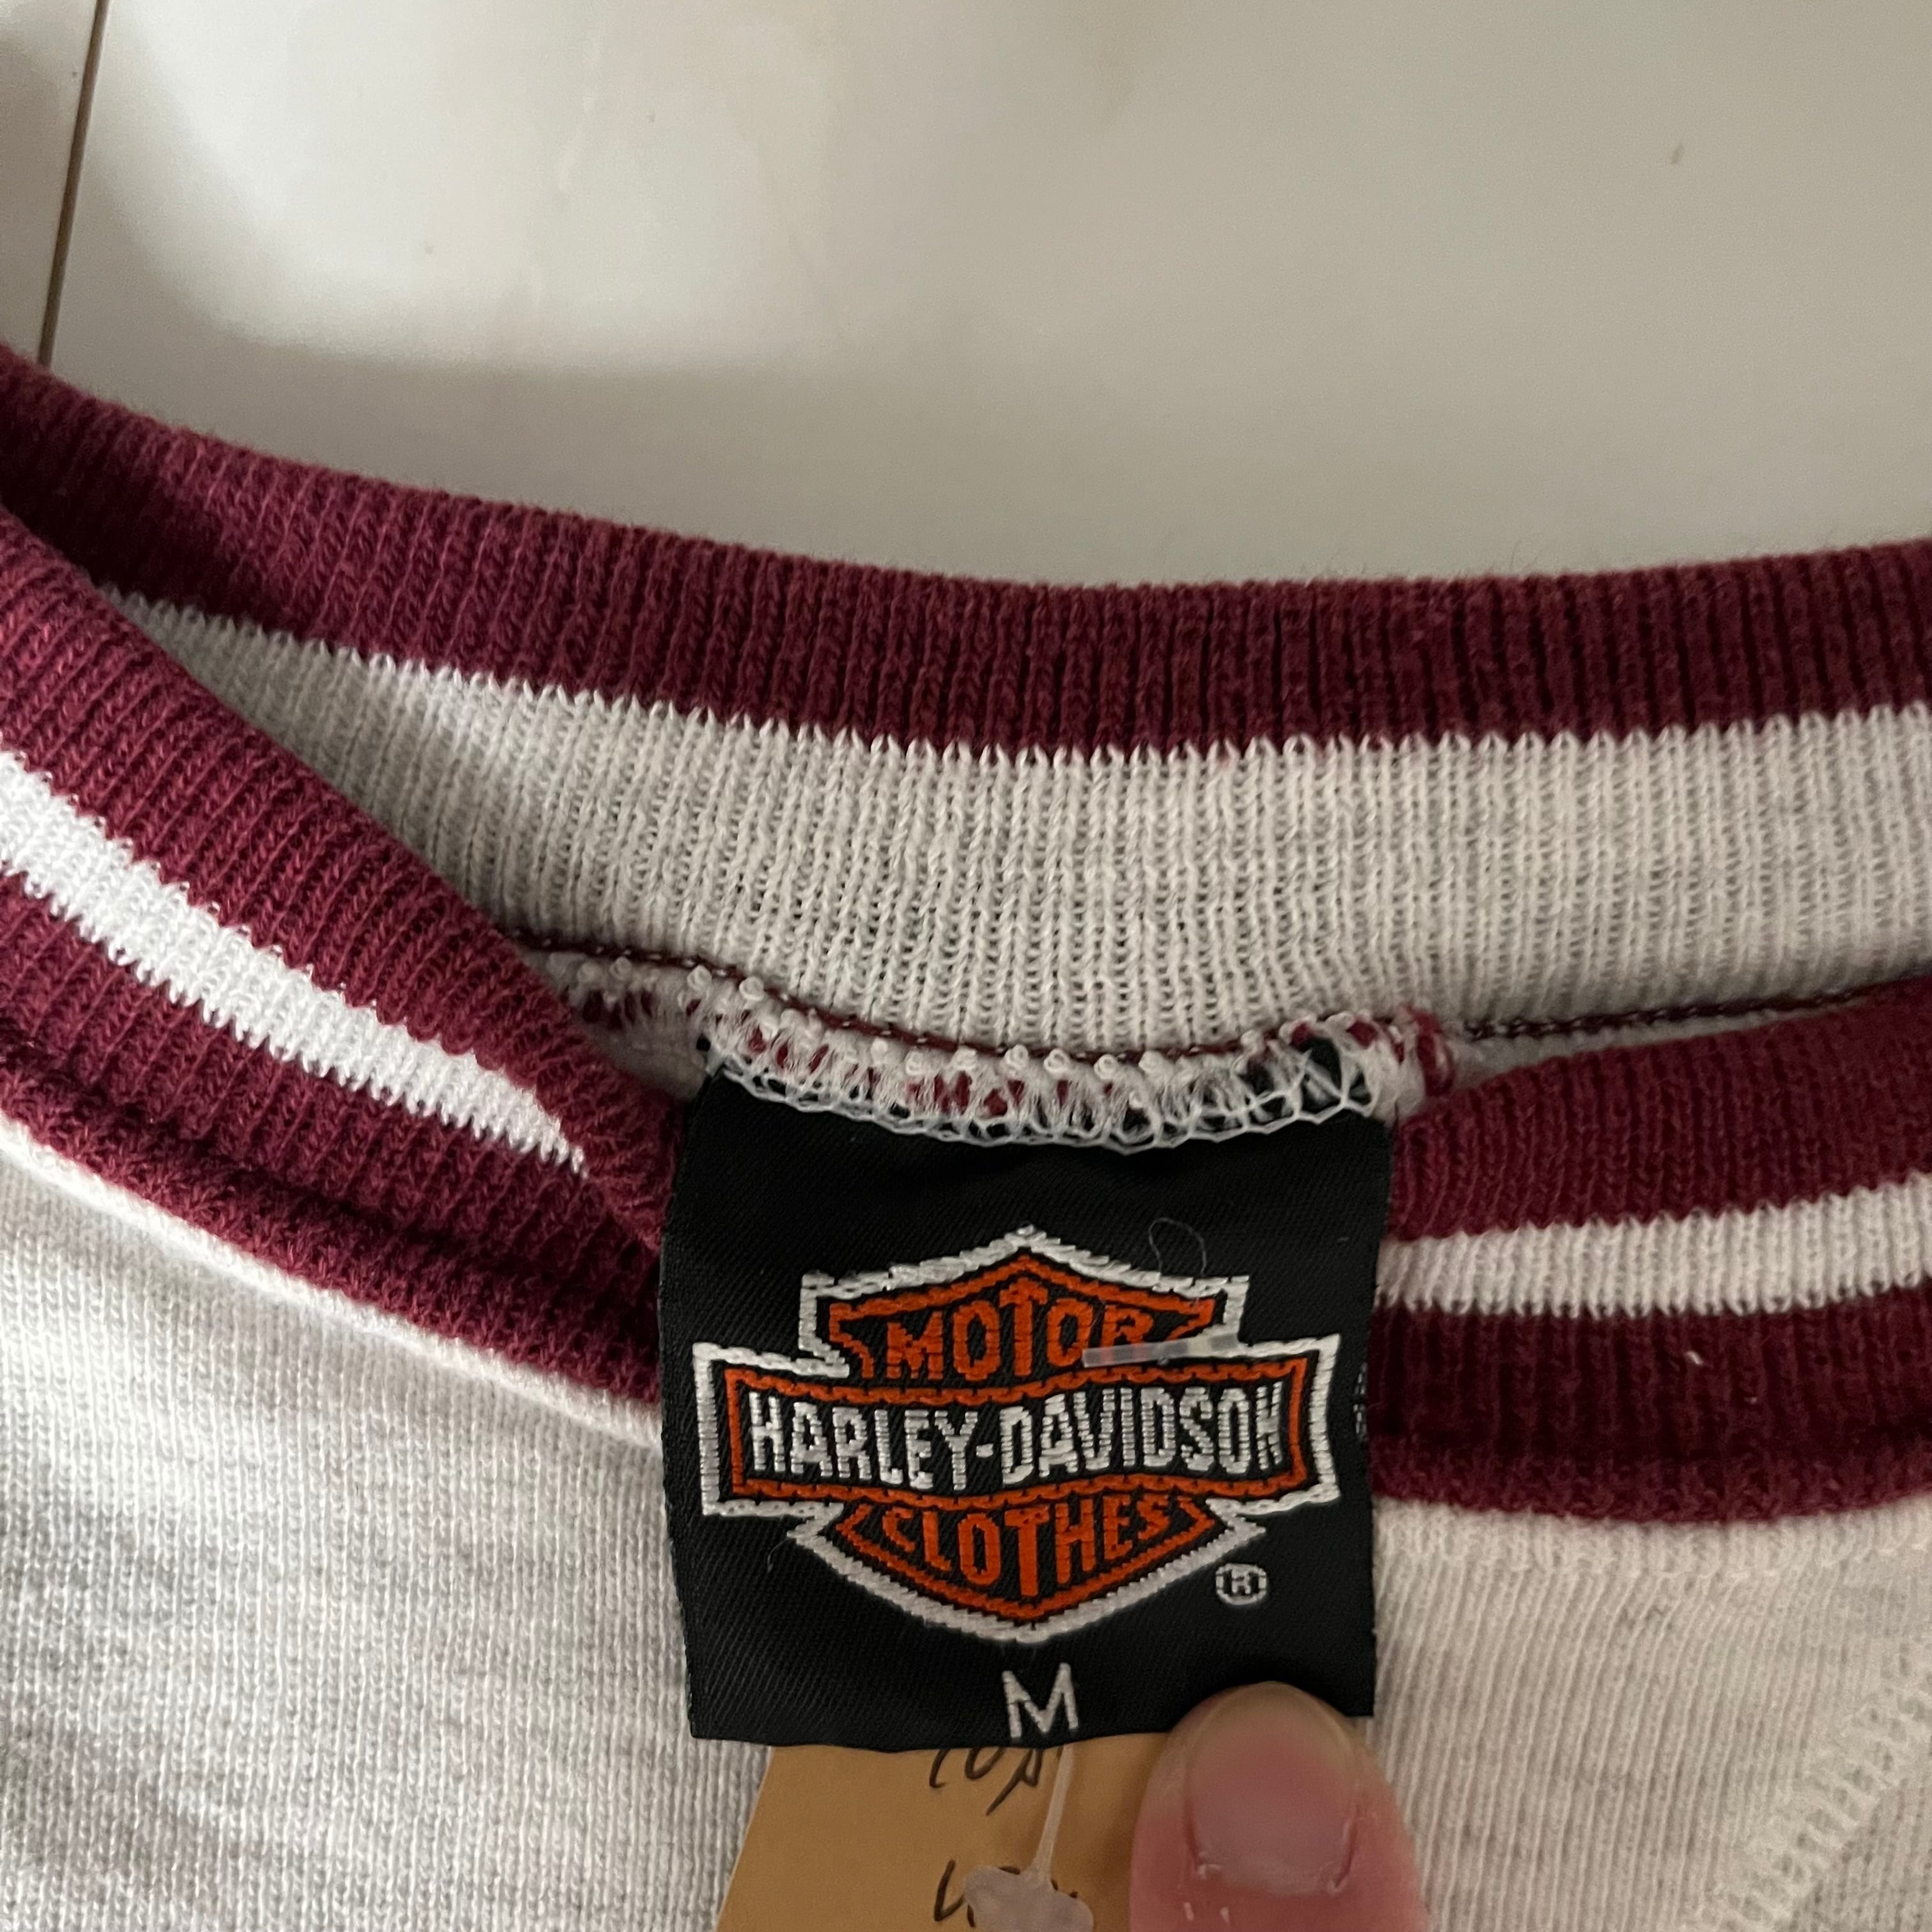 MOTOR
HARLEY-DAVIDSON
CLOTHES
®
M